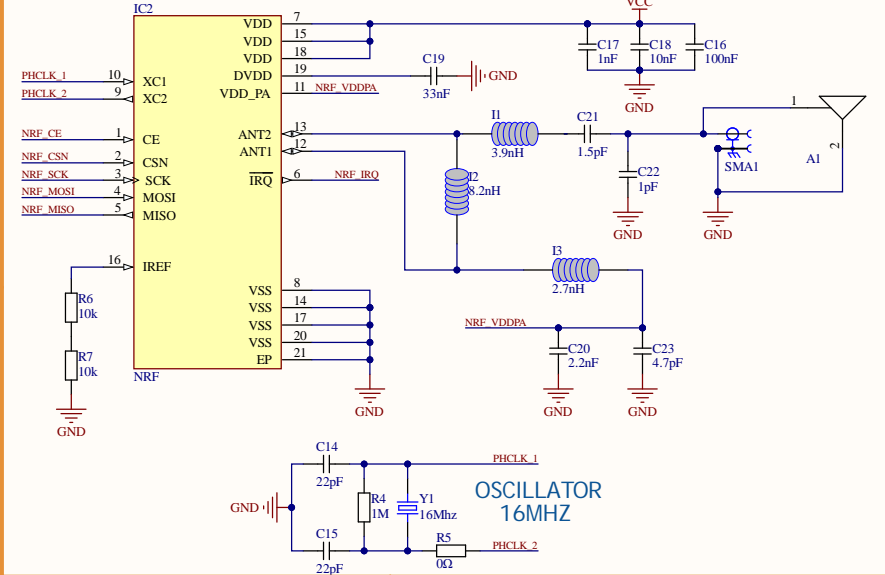 IC2
VCC
VDD 7
VDD 15
VDD 18
DVDD 19
VDD_PA 11 NRF_VDDPA
C19
33nF
GND
C17
1nF
C18
10nF
C16
100nF
GND
PHCLK_1 10 XC1
PHCLK_2 9 XC2
NRF_CE 1 CE
NRF_CSN 2 CSN
NRF_SCK 3 SCK
NRF_MOSI 4 MOSI
NRF_MISO 5 MISO
ANT2 13
ANT1 12
IRQ 6 NRF_IRQ
I1
3.9nH
C21
1.5pF
I2
8.2nH
C22
1pF
GND
SMA1
GND
1
A1
2
16 IREF
R6
10k
R7
10k
GND
VSS 8
VSS 14
VSS 17
VSS 20
EP 21
NRF
GND
I3
2.7nH
NRF_VDDPA
C20
2.2nF
C23
4.7pF
GND
GND
C14
22pF
GND
R4
1M
Y1
16Mhz
C15
22pF
R5
0Ω
PHCLK_1
PHCLK_2
OSCILLATOR
16MHZ